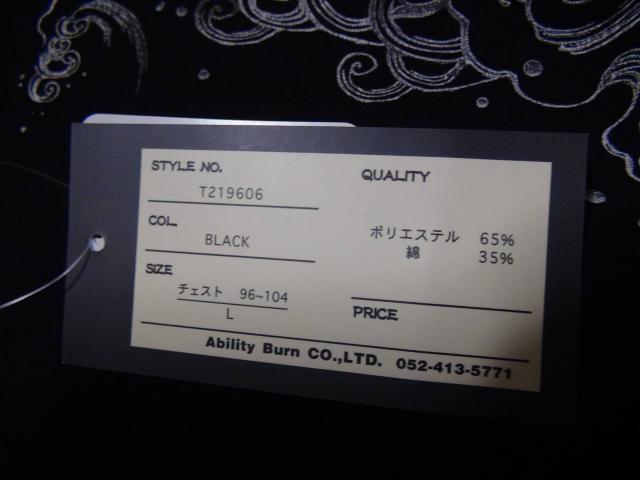 STYLE NO.
T219606
COL.
BLACK
SIZE
チェスト 96~104
L
QUALITY
ポリエステル 65%
綿 35%
PRICE
Ability Burn CO.,LTD. 052-413-5771